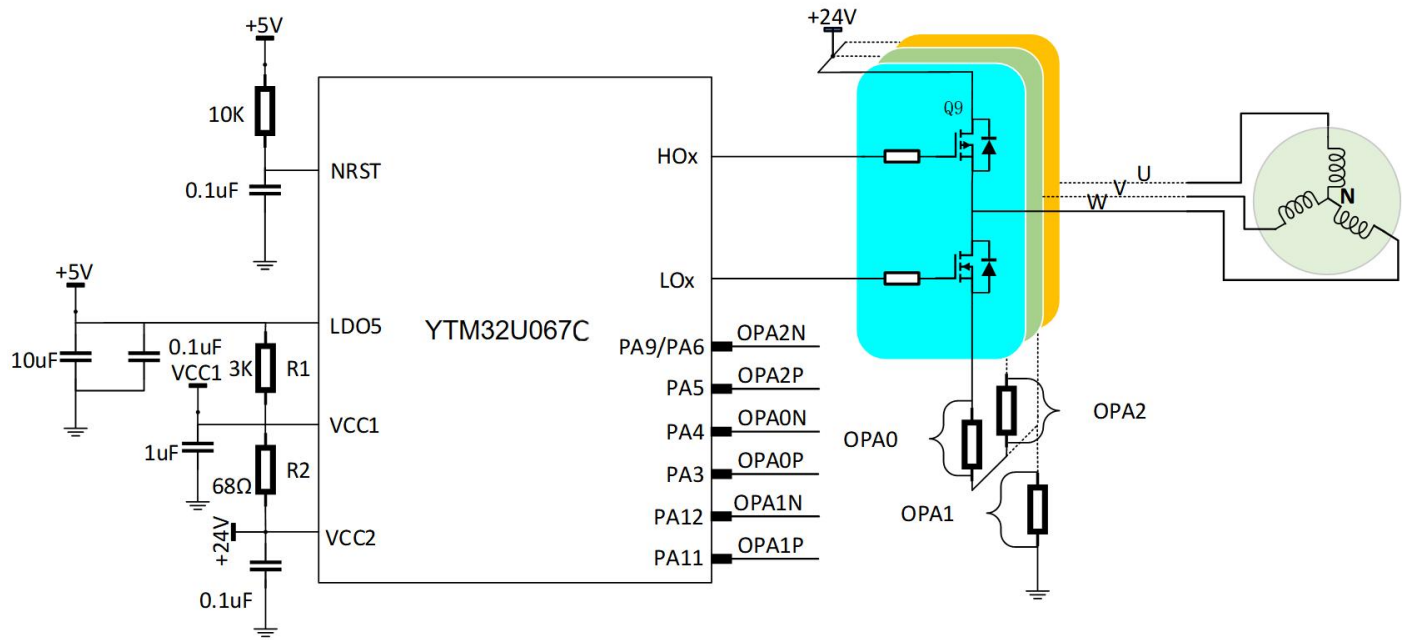 +5V
10K
NRST
0.1uF
+5V
LDO5
10uF
0.1uF
VCC1
3K
R1
VCC1
1uF
R2
68Ω
+24V
VCC2
0.1uF
YTM32U067C
HOx
LOx
PA9/PA6
OPA2N
PA5
OPA2P
PA4
OPA0N
PA3
OPA0P
PA12
OPA1N
PA11
OPA1P
+24V
Q9
U
V
W
N
OPA0
OPA2
OPA1